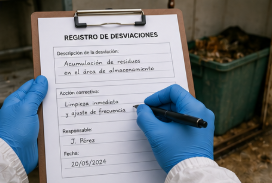 REGISTRO DE DESVIACIONES
Descripción de la desviación:
Acumulación de residuos
en el área de almacenamiento
Acción correctiva:
Limpieza inmediata
y ajuste de frecuencia
Responsable:
J. Pérez
Fecha:
20/05/2024